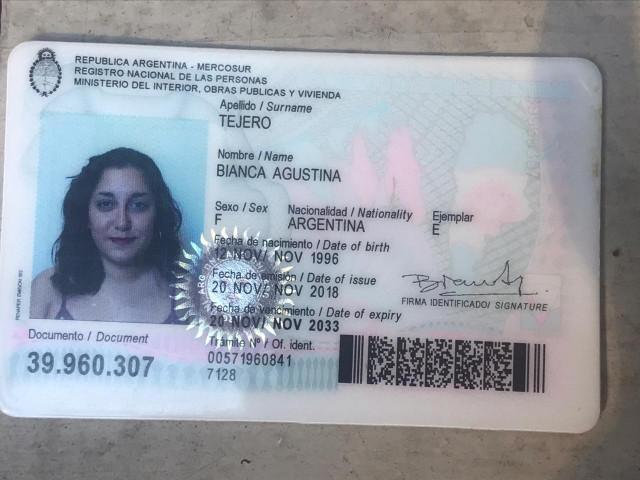 REPUBLICA ARGENTINA - MERCOSUR
REGISTRO NACIONAL DE LAS PERSONAS
MINISTERIO DEL INTERIOR, OBRAS PUBLICAS Y VIVIENDA
Apellido / Surname
TEJERO
Nombre / Name
BIANCA AGUSTINA
Sexo / Sex Nacionalidad / Nationality Ejemplar
F ARGENTINA E
Fecha de nacimiento / Date of birth
12 NOV/ NOV 1996
Fecha de emisión / Date of issue
20 NOV/ NOV 2018
FIRMA IDENTIFICADO/ SIGNATURE
Fecha de vencimiento / Date of expiry
20 NOV/ NOV 2033
Documento / Document
39.960.307
Trámite Nº / Of. ident.
00571960841
7128